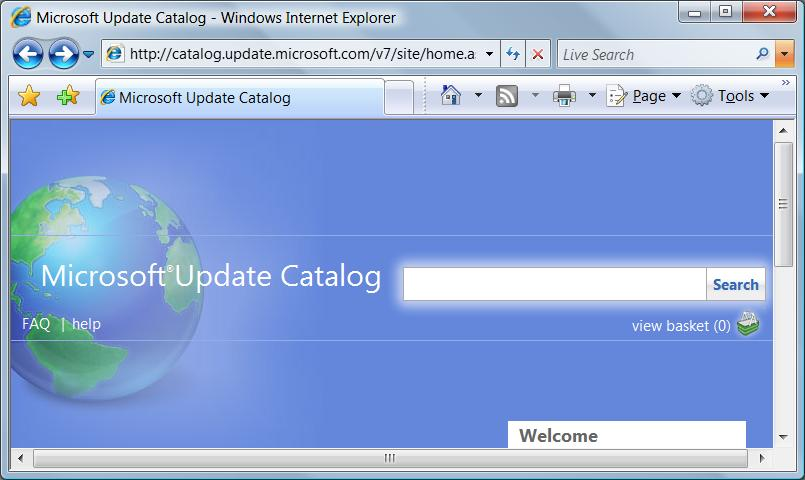 Microsoft Update Catalog - Windows Internet Explorer
http://catalog.update.microsoft.com/v7/site/home.a
Live Search
Microsoft Update Catalog
Page
Tools
Microsoft® Update Catalog
Search
FAQ | help
view basket (0)
Welcome